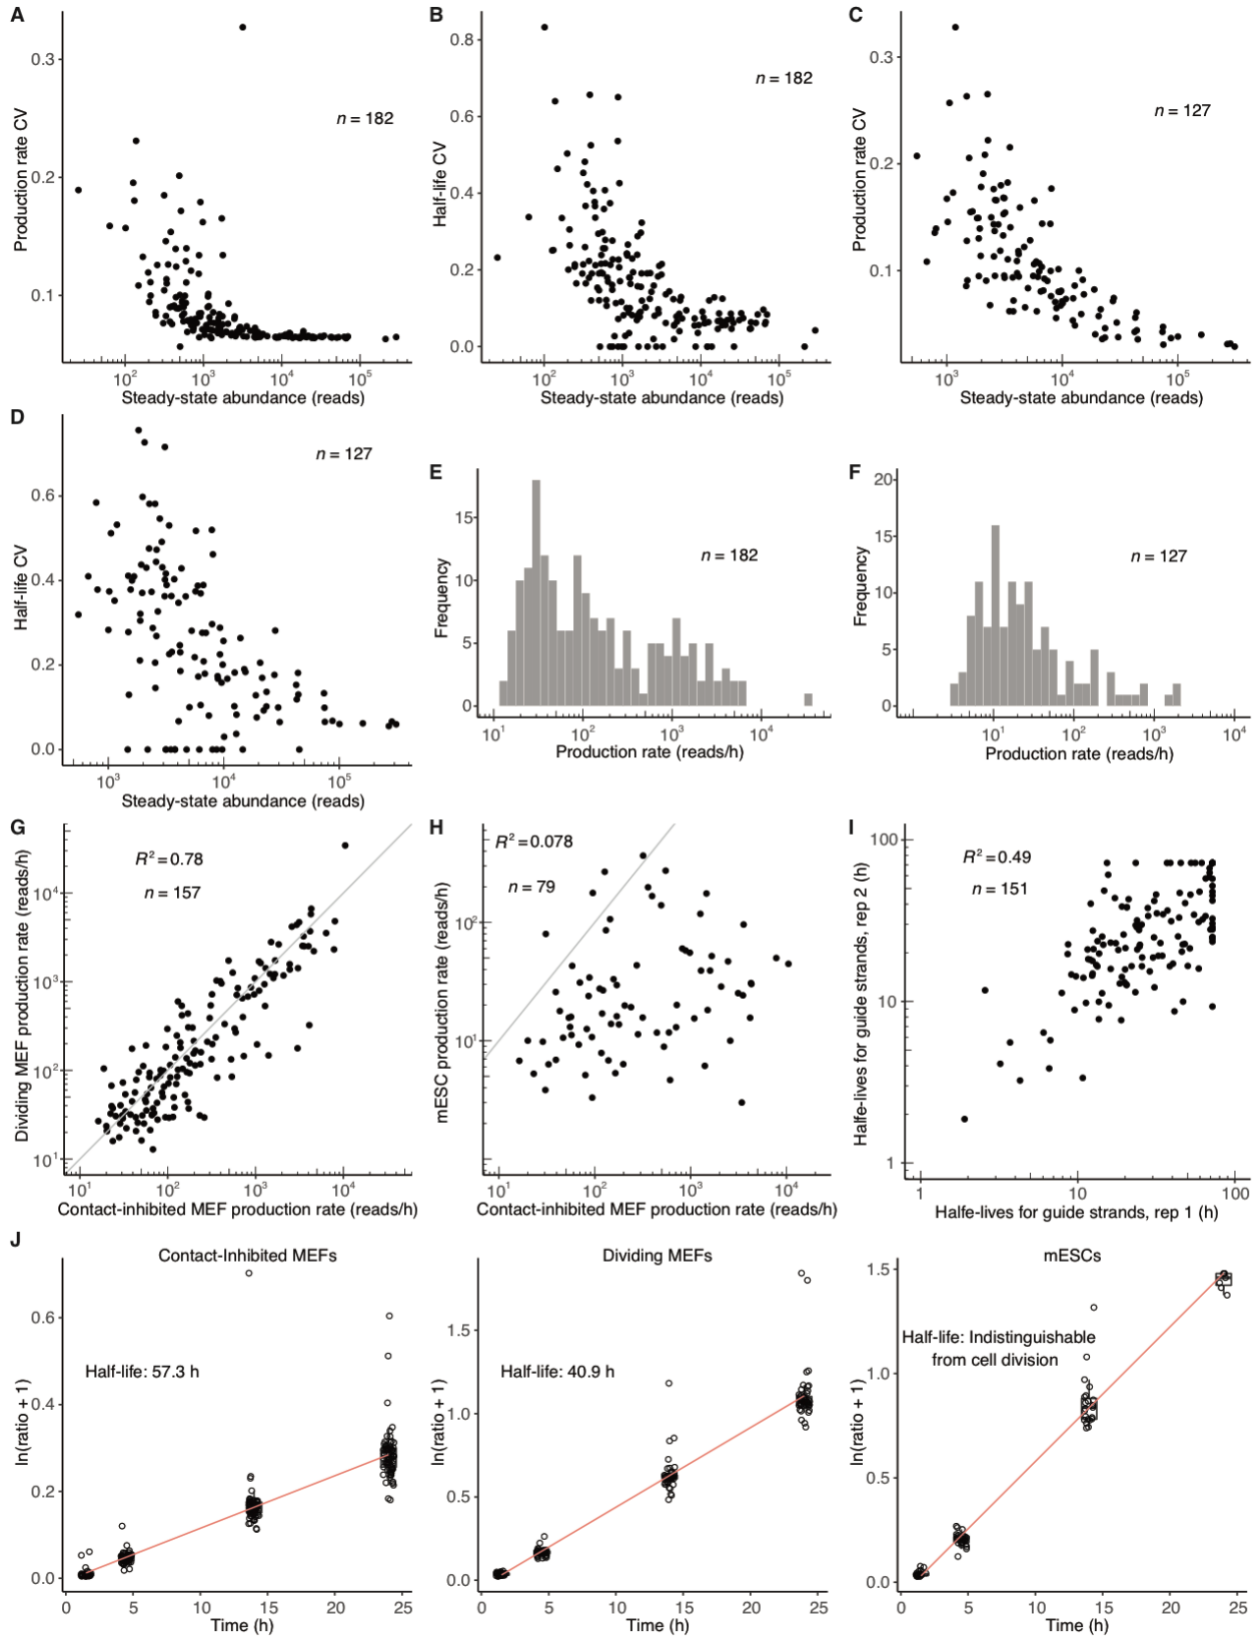 A
Production rate CV
0.3
0.2
0.1
n = 182
10² 10³ 10⁴ 10⁵
Steady-state abundance (reads)
B
Half-life CV
0.8
0.6
0.4
0.2
0.0
n = 182
10² 10³ 10⁴ 10⁵
Steady-state abundance (reads)
C
Production rate CV
0.3
0.2
0.1
n = 127
10³ 10⁴ 10⁵
Steady-state abundance (reads)
D
Half-life CV
0.6
0.4
0.2
0.0
n = 127
10³ 10⁴ 10⁵
Steady-state abundance (reads)
E
Frequency
15
10
5
0
n = 182
10¹ 10² 10³ 10⁴
Production rate (reads/h)
F
Frequency
20
15
10
5
0
n = 127
10¹ 10² 10³ 10⁴
Production rate (reads/h)
G
Dividing MEF production rate (reads/h)
10⁴
10³
10²
10¹
R² = 0.78
n = 157
10¹ 10² 10³ 10⁴
Contact-inhibited MEF production rate (reads/h)
H
mESC production rate (reads/h)
10²
10¹
R² = 0.078
n = 79
10¹ 10² 10³ 10⁴
Contact-inhibited MEF production rate (reads/h)
I
Halfe-lives for guide strands, rep 2 (h)
100
10
1
R² = 0.49
n = 151
1 10 100
Halfe-lives for guide strands, rep 1 (h)
J
Contact-Inhibited MEFs
ln(ratio + 1)
0.6
0.4
0.2
0.0
Half-life: 57.3 h
0 5 10 15 20 25
Time (h)
Dividing MEFs
ln(ratio + 1)
1.5
1.0
0.5
0.0
Half-life: 40.9 h
0 5 10 15 20 25
Time (h)
mESCs
ln(ratio + 1)
1.5
1.0
0.5
0.0
Half-life: Indistinguishable
from cell division
0 5 10 15 20 25
Time (h)